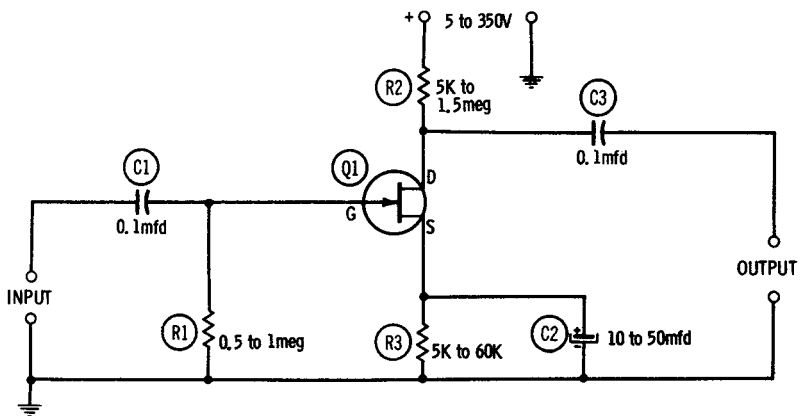 + 5 to 350V
R2
5K to
1.5meg
C3
0.1mfd
C1
0.1mfd
Q1
D
G
S
INPUT
OUTPUT
R1
0.5 to 1meg
R3
5K to 60K
C2
+
-
10 to 50mfd